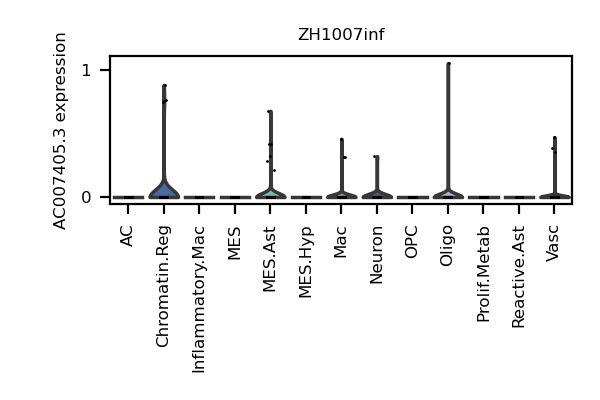 ZH1007inf
AC007405.3 expression
1
0
AC
Chromatin.Reg
Inflammatory.Mac
MES
MES.Ast
MES.Hyp
Mac
Neuron
OPC
Oligo
Prolif.Metab
Reactive.Ast
Vasc